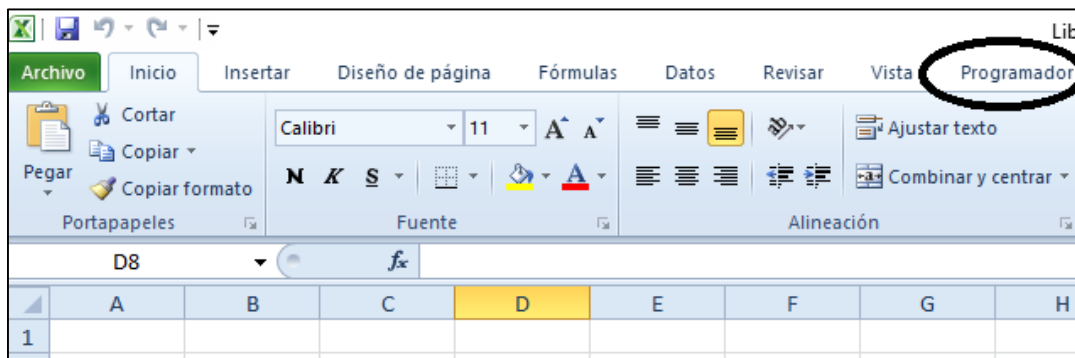 Lib
Archivo Inicio Insertar Diseño de página Fórmulas Datos Revisar Vista Programador
Cortar
Copiar
Copiar formato
Pegar
Portapapeles
Calibri 11 A A
N K S A
Fuente
Ajustar texto
Combinar y centrar
Alineación
D8 fx
A B C D E F G H
1